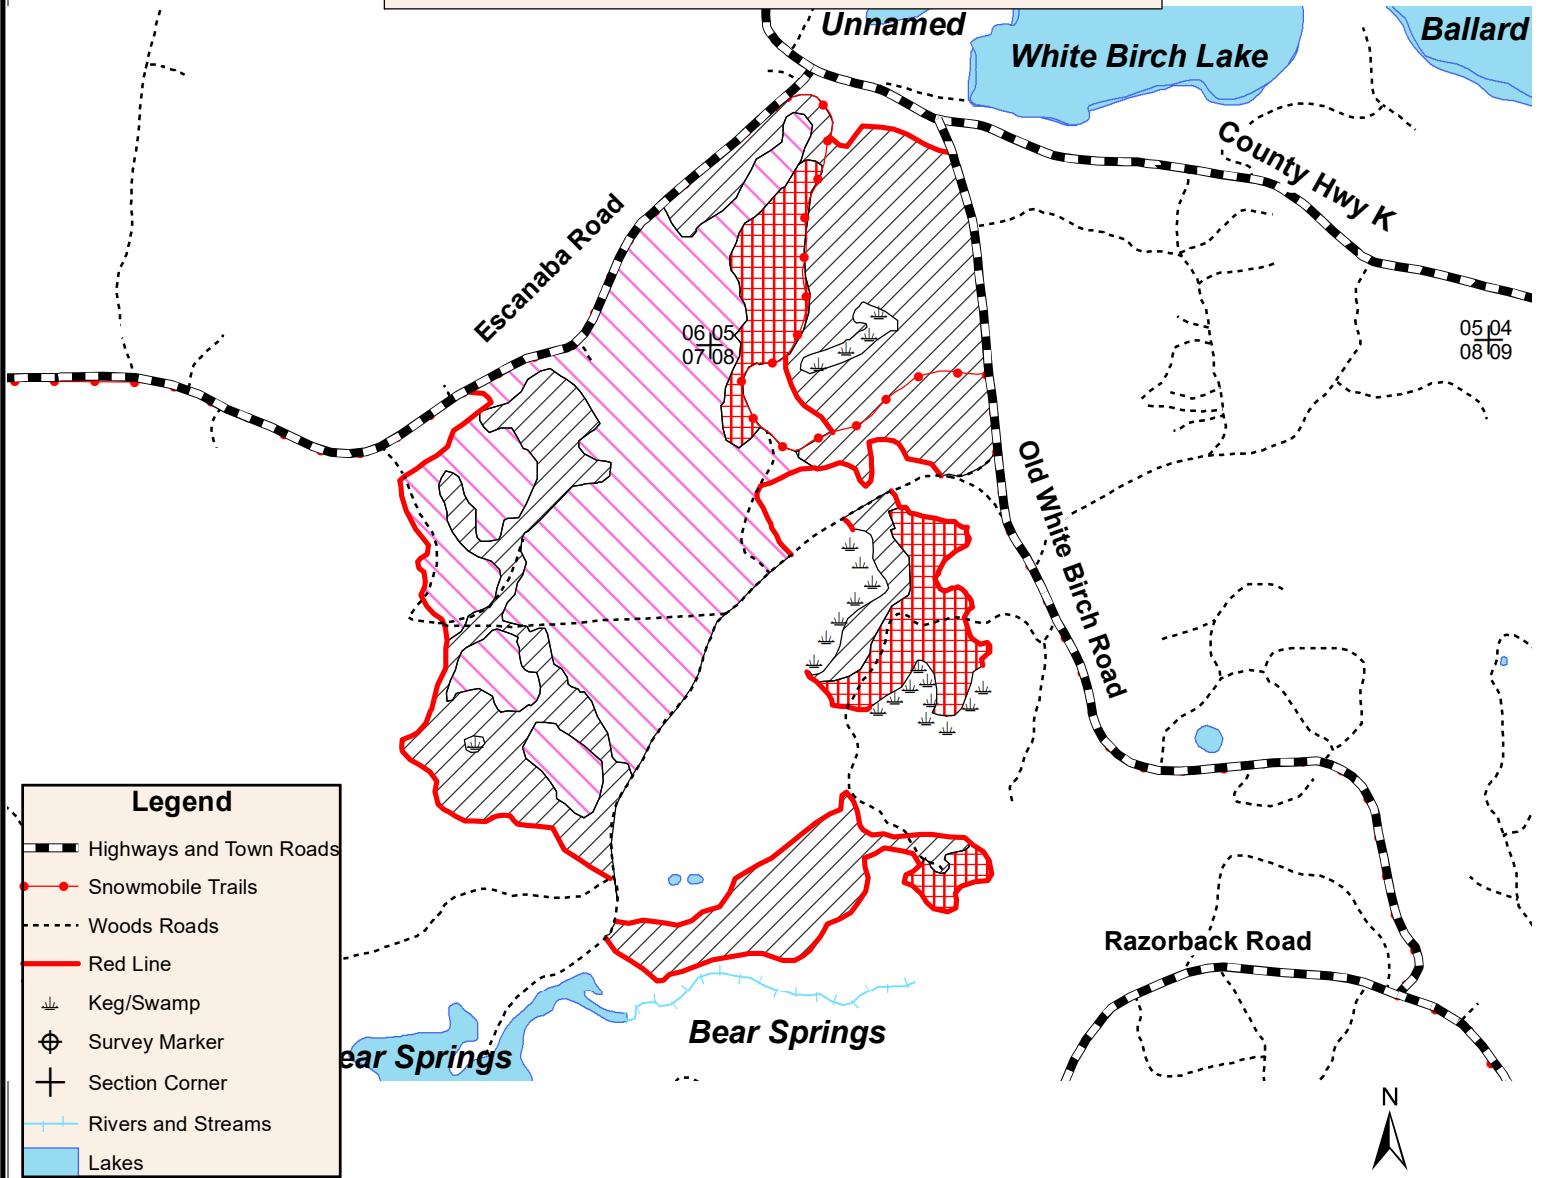 Unnamed
White Birch Lake
Ballard
County Hwy K
Escanaba Road
06 05
07 08
05 04
08 09
Old White Birch Road
Legend
Highways and Town Roads
Snowmobile Trails
Woods Roads
Red Line
Keg/Swamp
Survey Marker
Section Corner
Rivers and Streams
Lakes
Razorback Road
Bear Springs
ear Springs
N